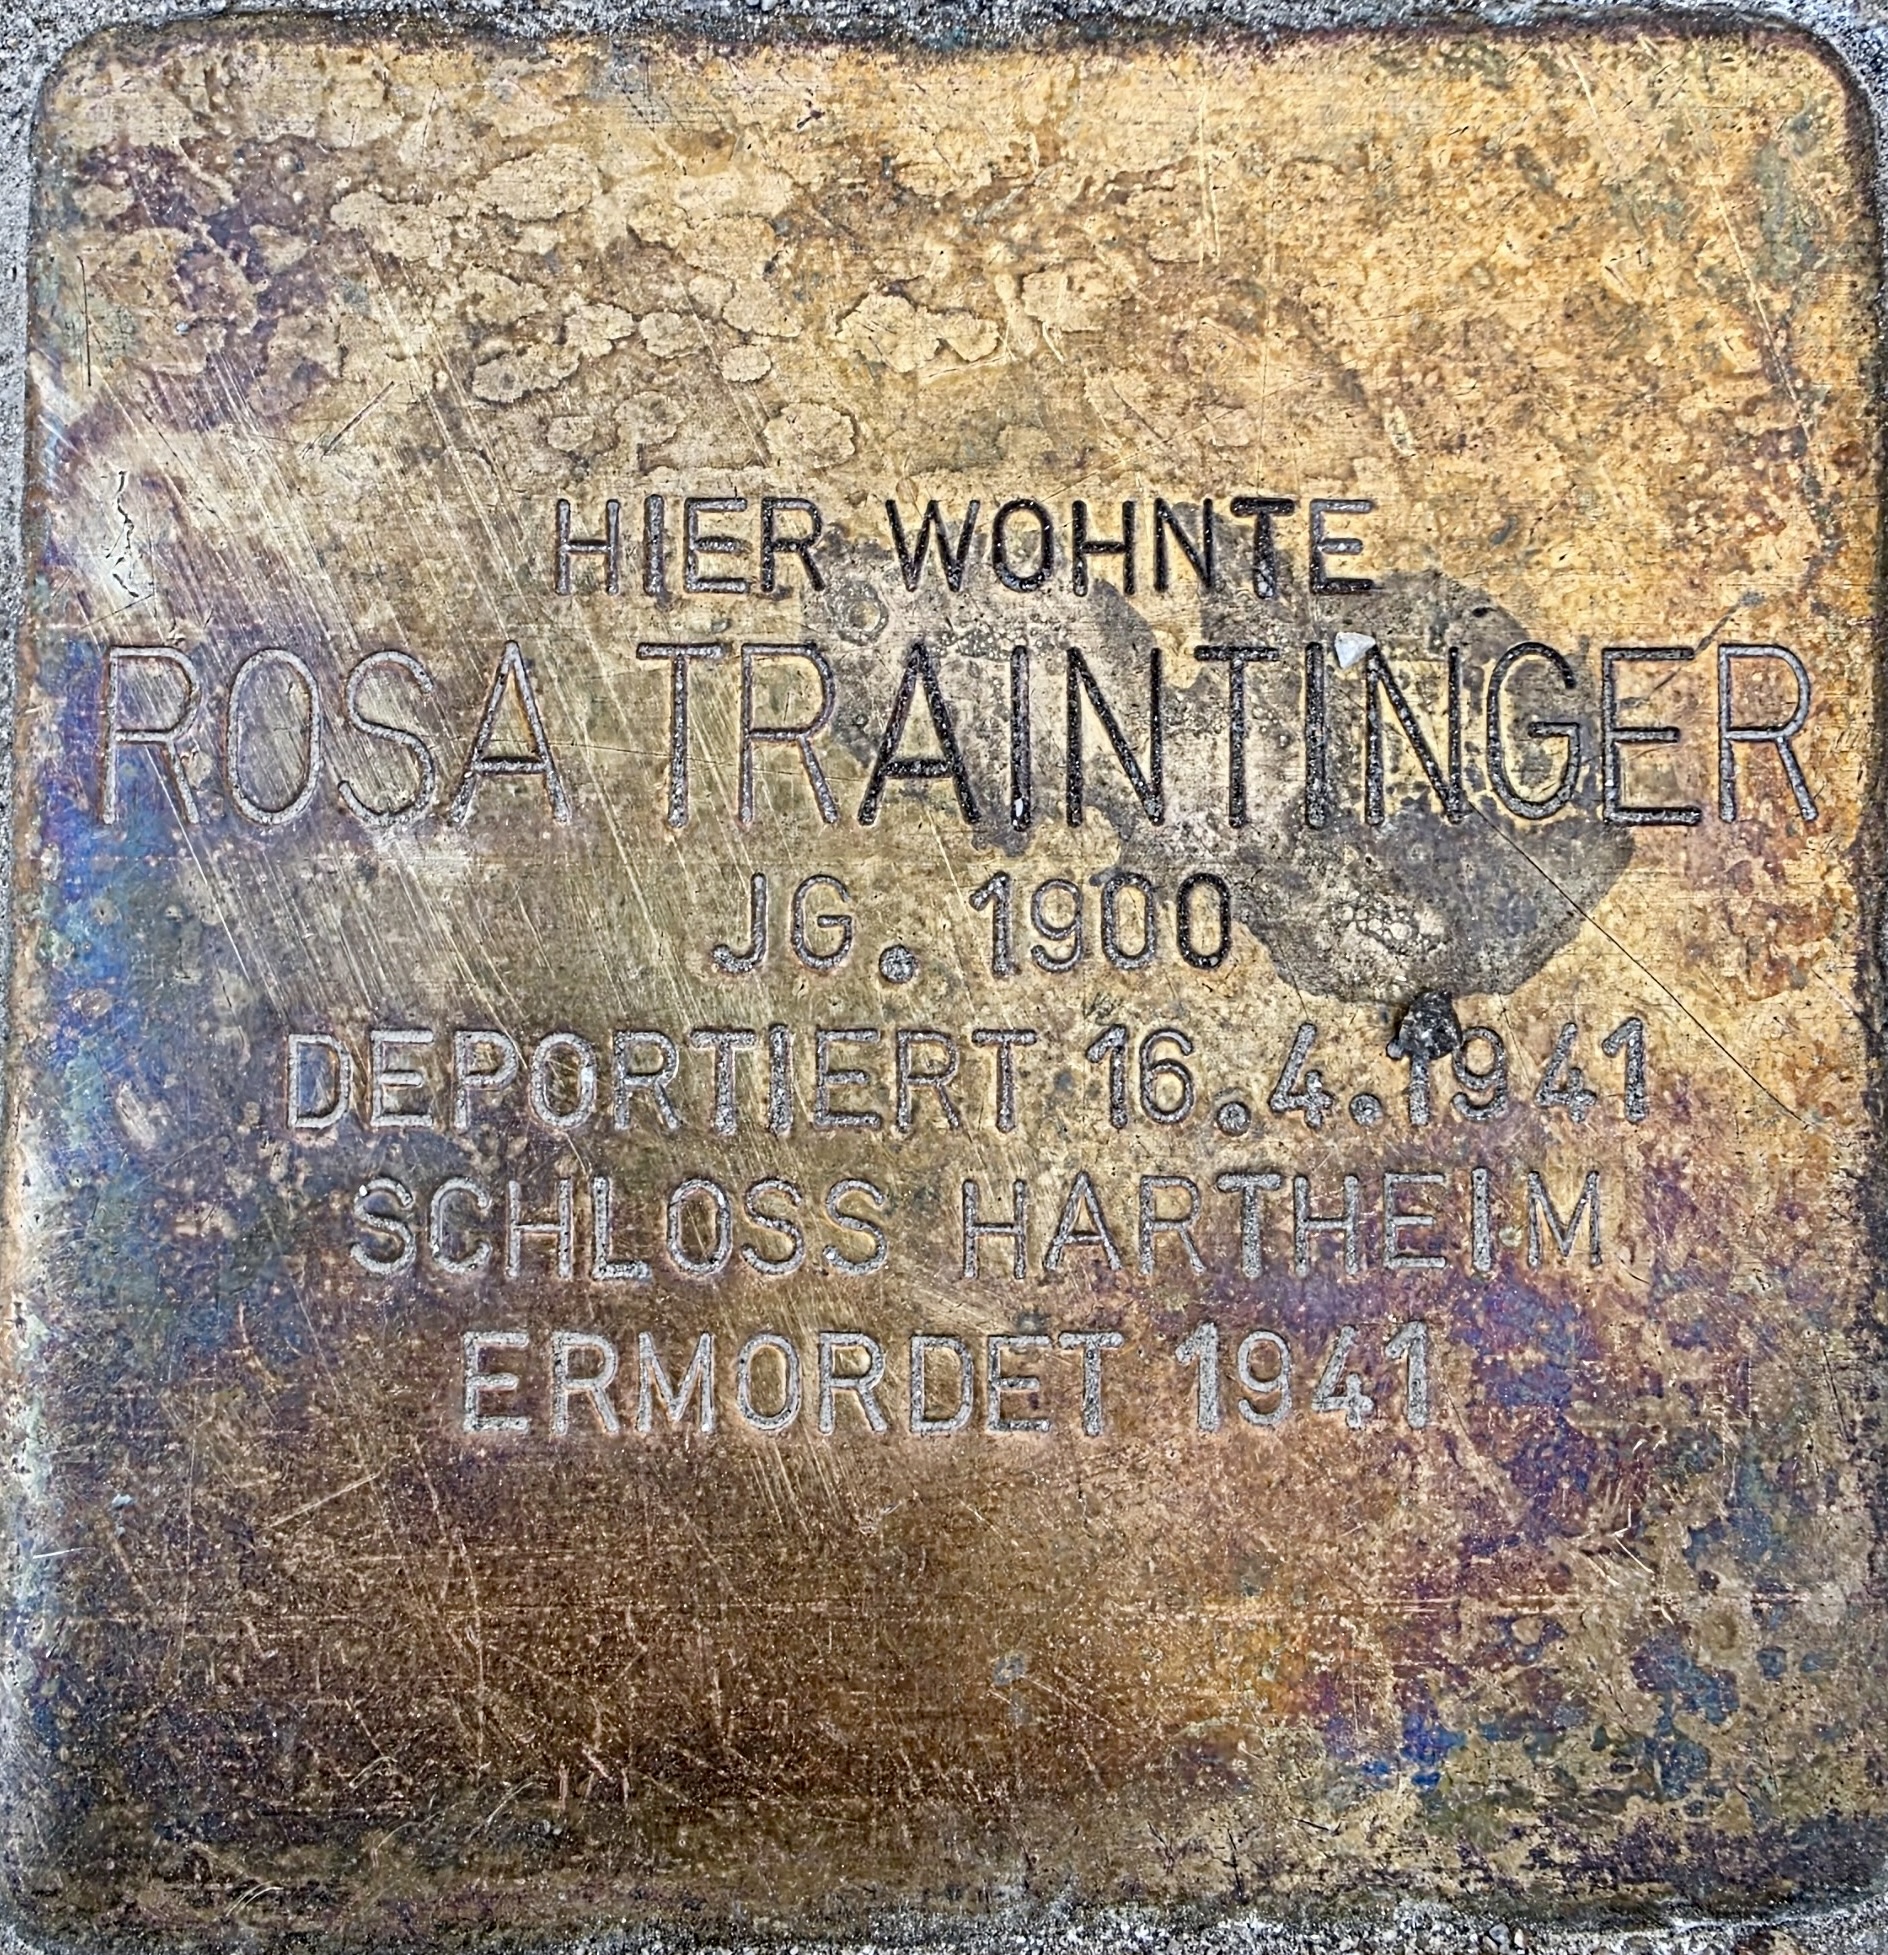 HIER WOHNTE
ROSA TRAINTINGER
JG. 1900
DEPORTIERT 16.4.1941
SCHLOSS HARTHEIM
ERMORDET 1941